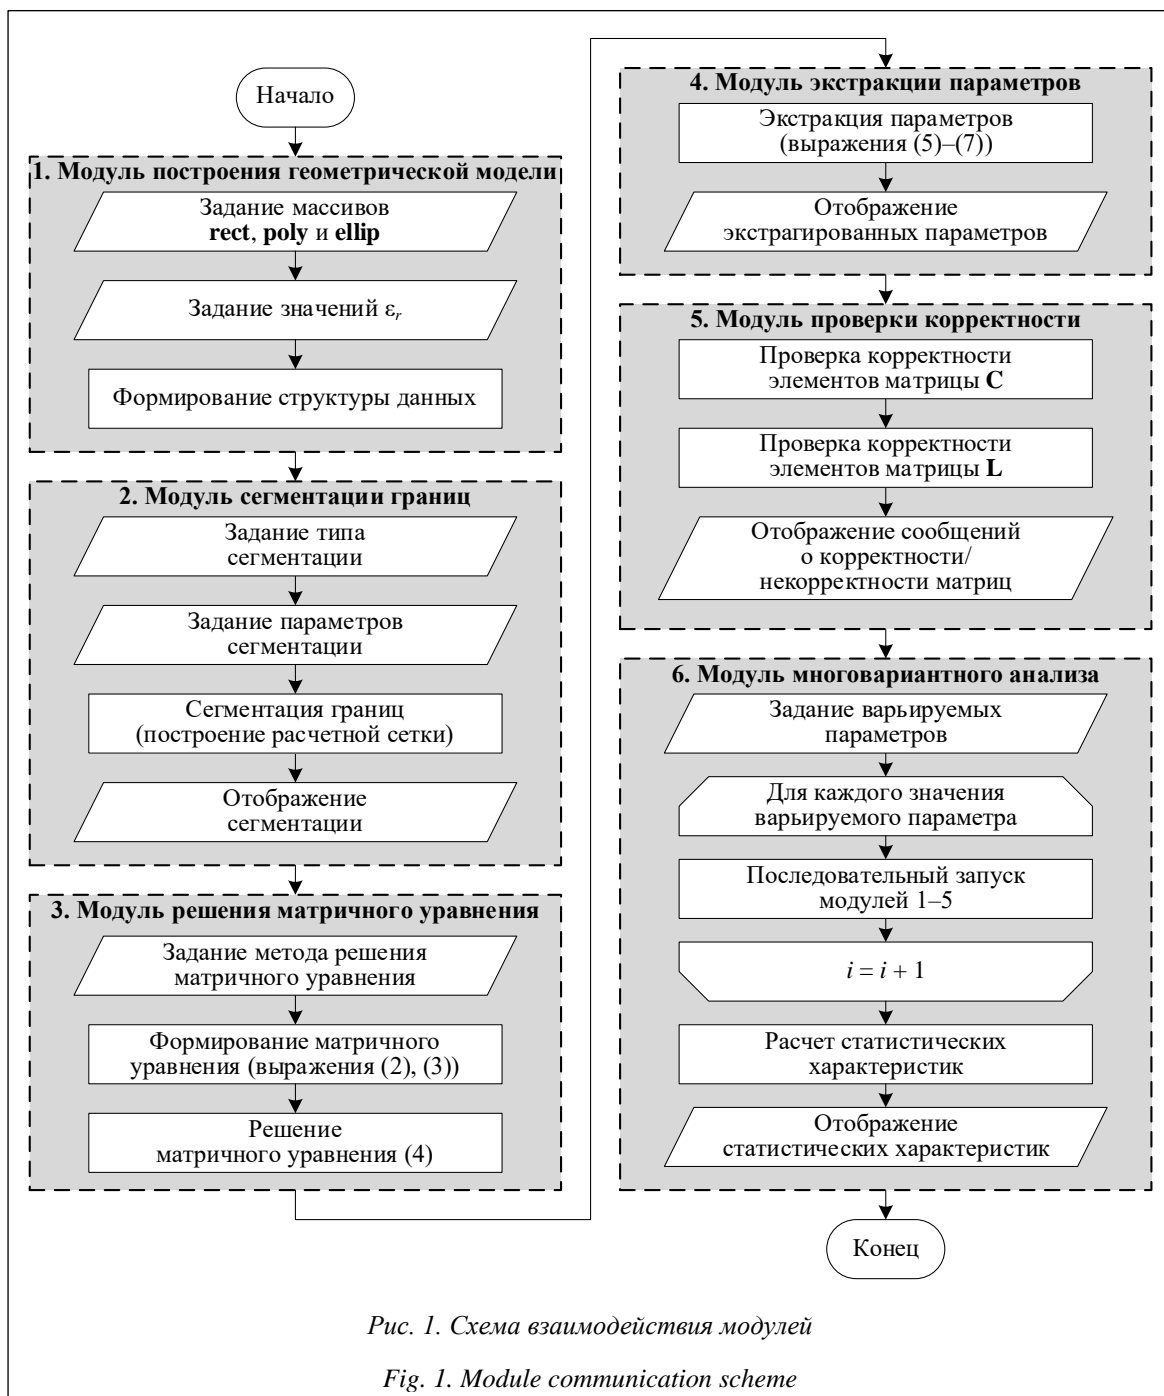 Начало
1. Модуль построения геометрической модели
Задание массивов
rect, poly и ellip
Задание значений εr
Формирование структуры данных
2. Модуль сегментации границ
Задание типа
сегментации
Задание параметров
сегментации
Сегментация границ
(построение расчетной сетки)
Отображение
сегментации
3. Модуль решения матричного уравнения
Задание метода решения
матричного уравнения
Формирование матричного
уравнения (выражения (2), (3))
Решение
матричного уравнения (4)
4. Модуль экстракции параметров
Экстракция параметров
(выражения (5)–(7))
Отображение
экстрагированных параметров
5. Модуль проверки корректности
Проверка корректности
элементов матрицы C
Проверка корректности
элементов матрицы L
Отображение сообщений
о корректности/
некорректности матриц
6. Модуль многовариантного анализа
Задание варьируемых
параметров
Для каждого значения
варьируемого параметра
Последовательный запуск
модулей 1–5
i = i + 1
Расчет статистических
характеристик
Отображение
статистических характеристик
Конец
Рис. 1. Схема взаимодействия модулей
Fig. 1. Module communication scheme